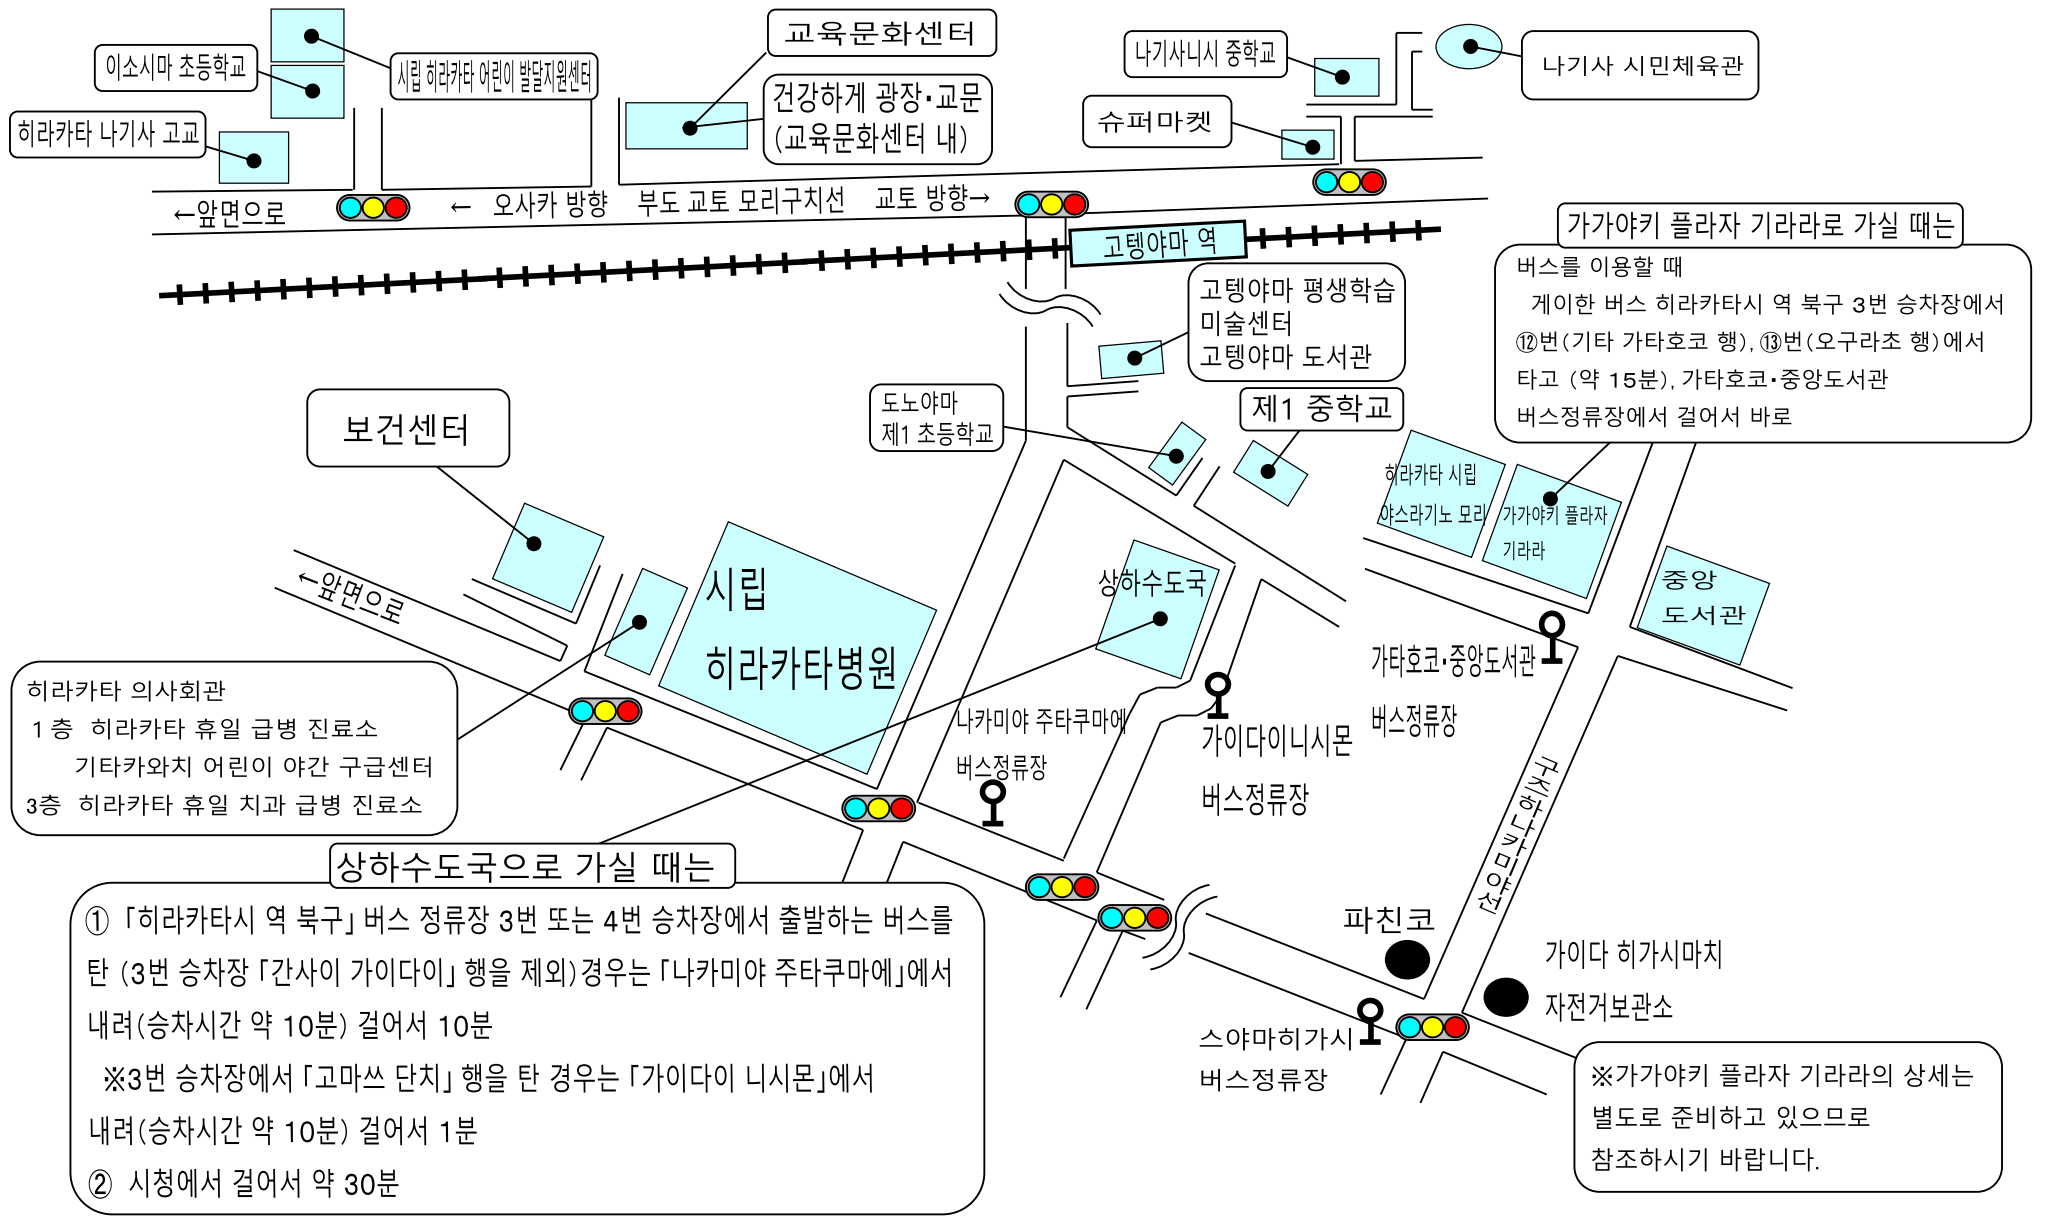 교육문화센터
이소시마 초등학교
시립 히라카타 어린이 발달지원센터
나기사니시 중학교
나기사 시민체육관
건강하게 광장·교문
(교육문화센터 내)
슈퍼마켓
히라카타 나기사 고교
←앞면으로
← 오사카 방향
부도 교토 모리구치선
교토 방향→
고텡야마 역
가가야키 플라자 기라라로 가실 때는
버스를 이용할 때
게이한 버스 히라카타시 역 북구 3번 승차장에서
⑫번(기타 가타호코 행), ⑬번(오구라초 행)에서
타고 (약 15분), 가타호코·중앙도서관
버스정류장에서 걸어서 바로
고텡야마 평생학습
미술센터
고텡야마 도서관
도노야마
제1 초등학교
제1 중학교
보건센터
히라카타 시립
야스라기노 모리
가가야키 플라자
기라라
중앙
도서관
←앞면으로
시립
히라카타병원
상하수도국
가타호코·중앙도서관
버스정류장
히라카타 의사회관
1층 히라카타 휴일 급병 진료소
기타카와치 어린이 야간 구급센터
3층 히라카타 휴일 치과 급병 진료소
나카미야 주타쿠마에
버스정류장
가이다이니시몬
버스정류장
구즈하나카미야선
상하수도국으로 가실 때는
① 「히라카타시 역 북구」 버스 정류장 3번 또는 4번 승차장에서 출발하는 버스를
탄 (3번 승차장 「간사이 가이다이」 행을 제외)경우는 「나카미야 주타쿠마에」에서
내려(승차시간 약 10분) 걸어서 10분
※3번 승차장에서 「고마쓰 단치」 행을 탄 경우는 「가이다이 니시몬」에서
내려(승차시간 약 10분) 걸어서 1분
② 시청에서 걸어서 약 30분
파친코
가이다 히가시마치
자전거보관소
스야마히가시
버스정류장
※가가야키 플라자 기라라의 상세는
별도로 준비하고 있으므로
참조하시기 바랍니다.